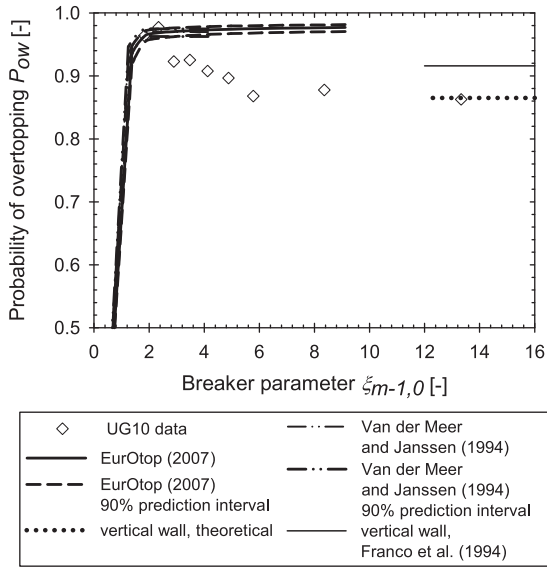 Probability of overtopping P_OW [-]
1.0
0.9
0.8
0.7
0.6
0.5
0 2 4 6 8 10 12 14 16
Breaker parameter ξ_m-1,0 [-]
UG10 data
EurOtop (2007)
EurOtop (2007)
90% prediction interval
vertical wall, theoretical
Van der Meer
and Janssen (1994)
Van der Meer
and Janssen (1994)
90% prediction interval
vertical wall,
Franco et al. (1994)